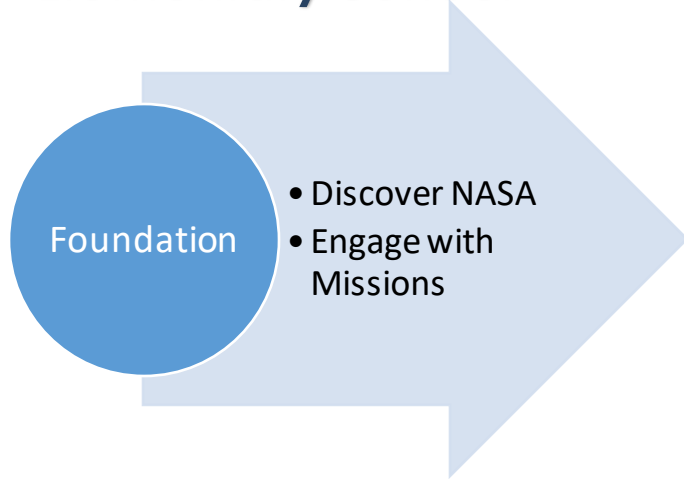 Foundation
• Discover NASA
• Engage with
Missions